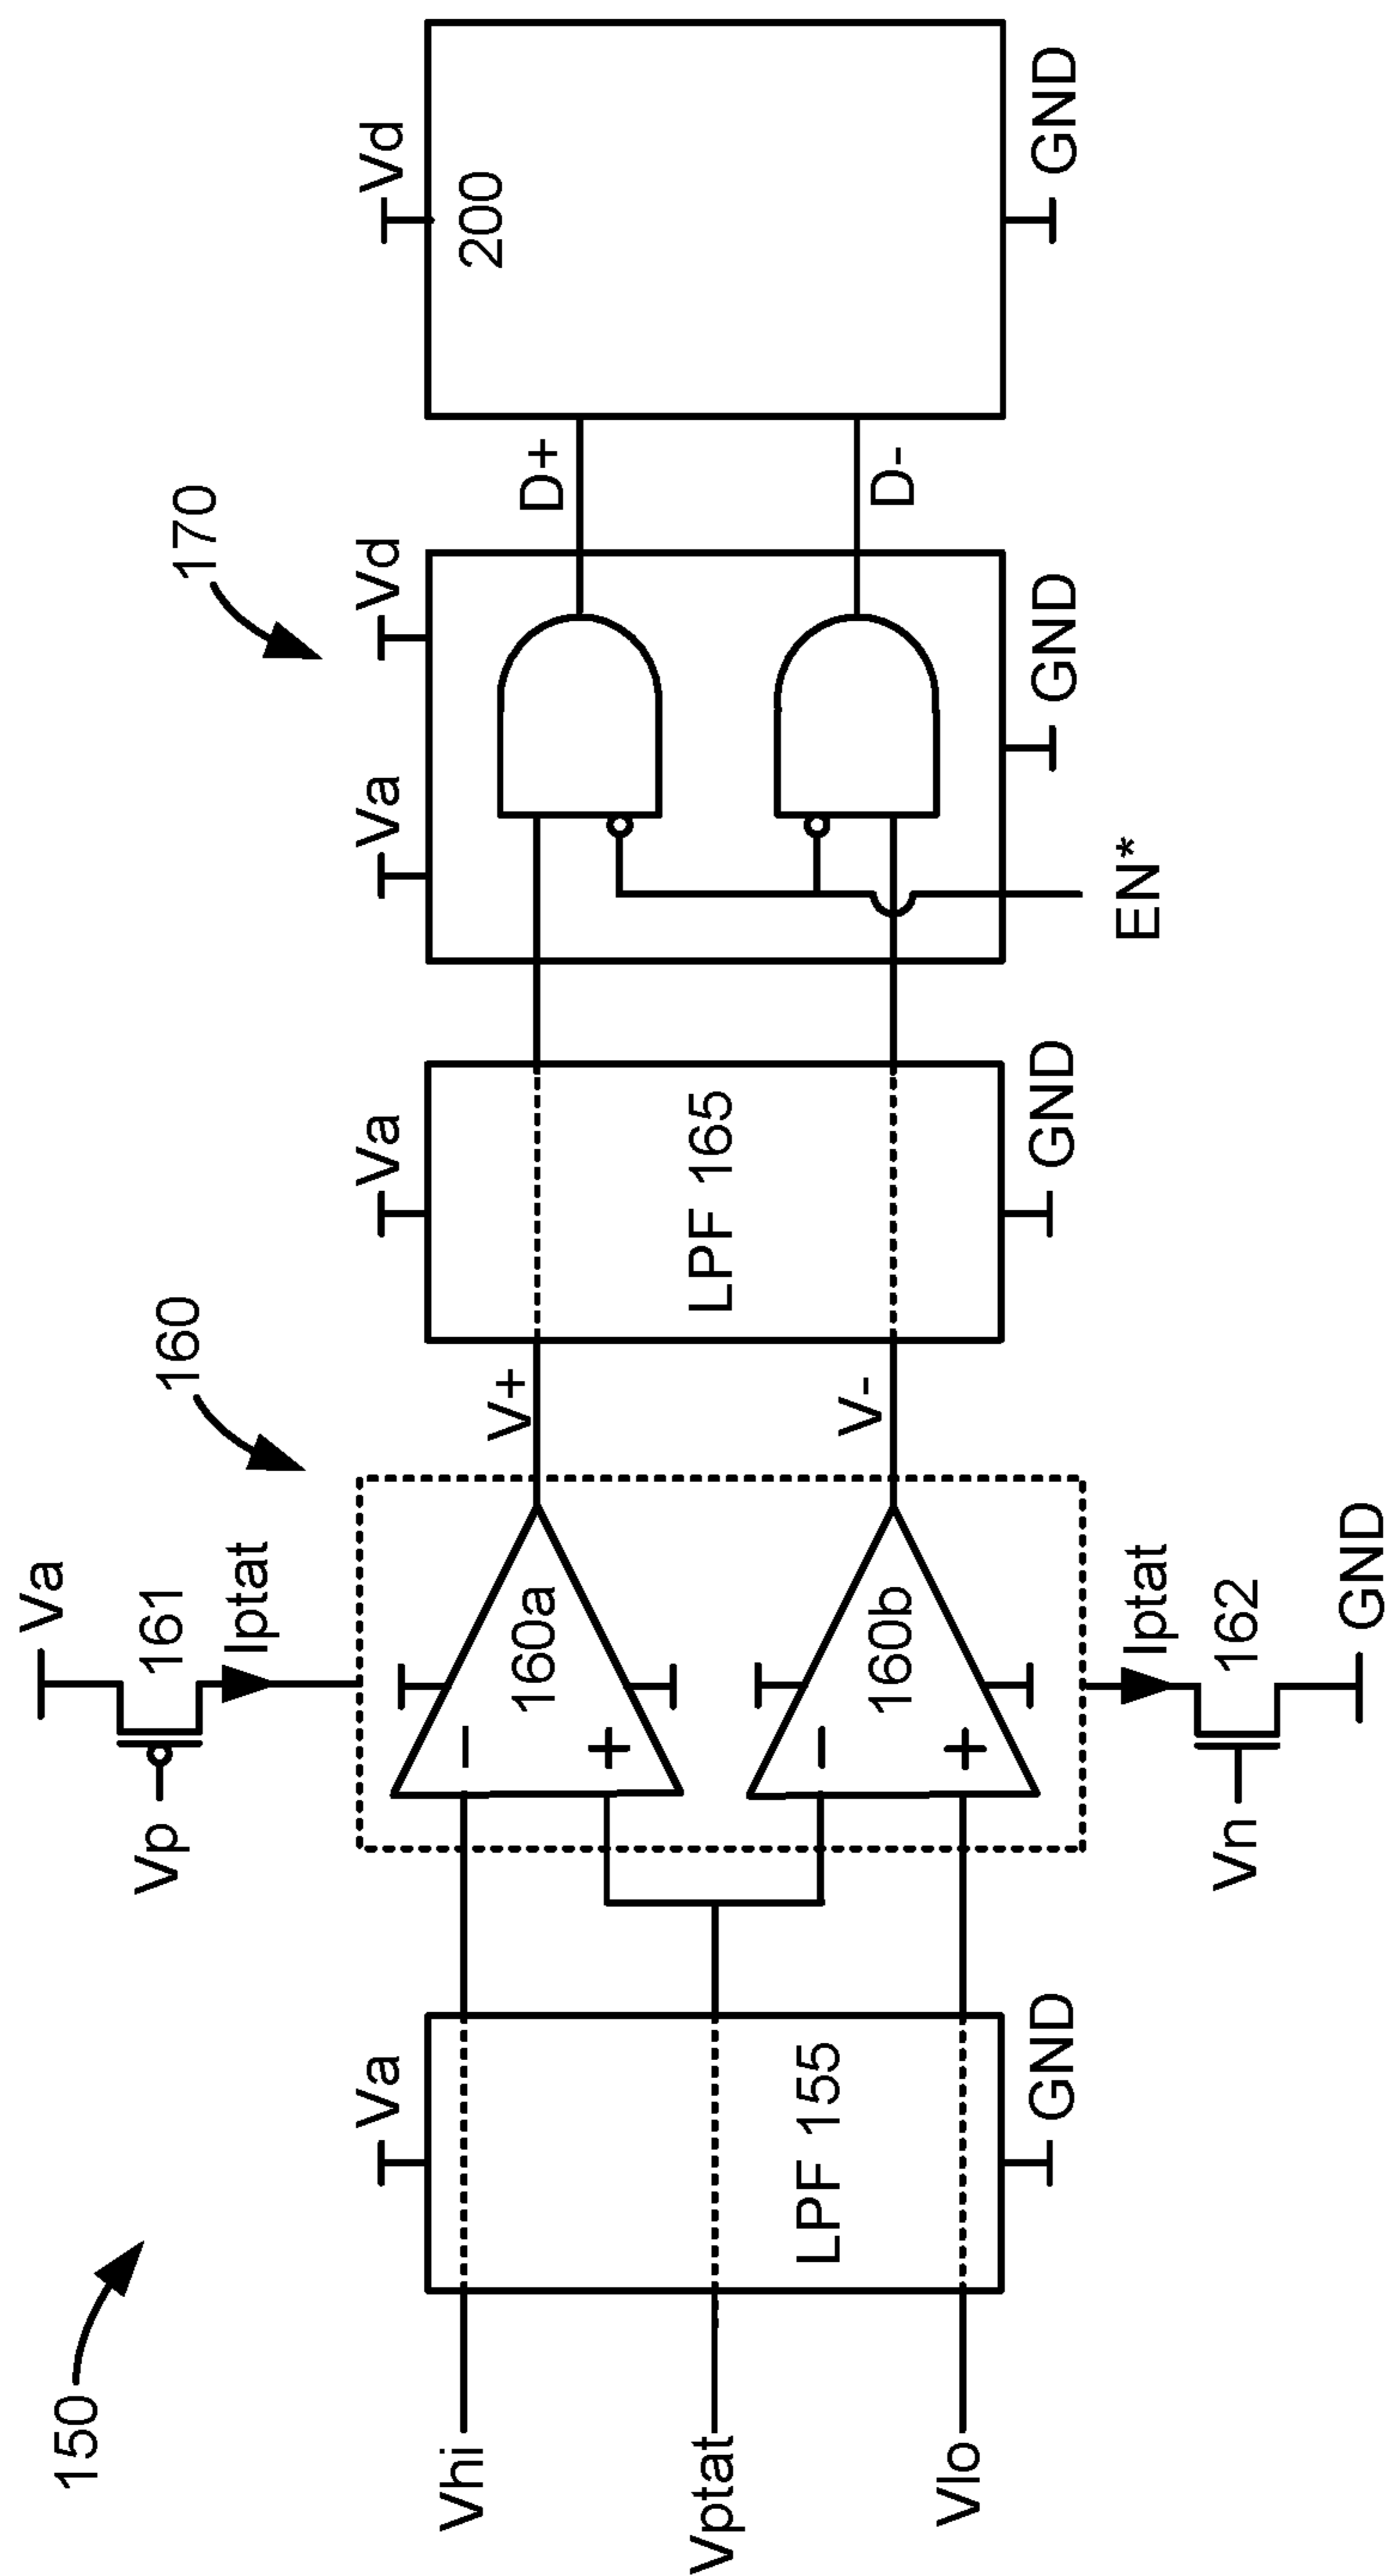 150
Vhi
Vptat
Vlo
Va
LPF 155
GND
Va
Vp
161
Iptat
160
−
+
160a
−
+
160b
Iptat
Vn
162
GND
V+
V-
Va
LPF 165
GND
170
Va
Vd
EN*
GND
D+
D-
Vd
200
GND